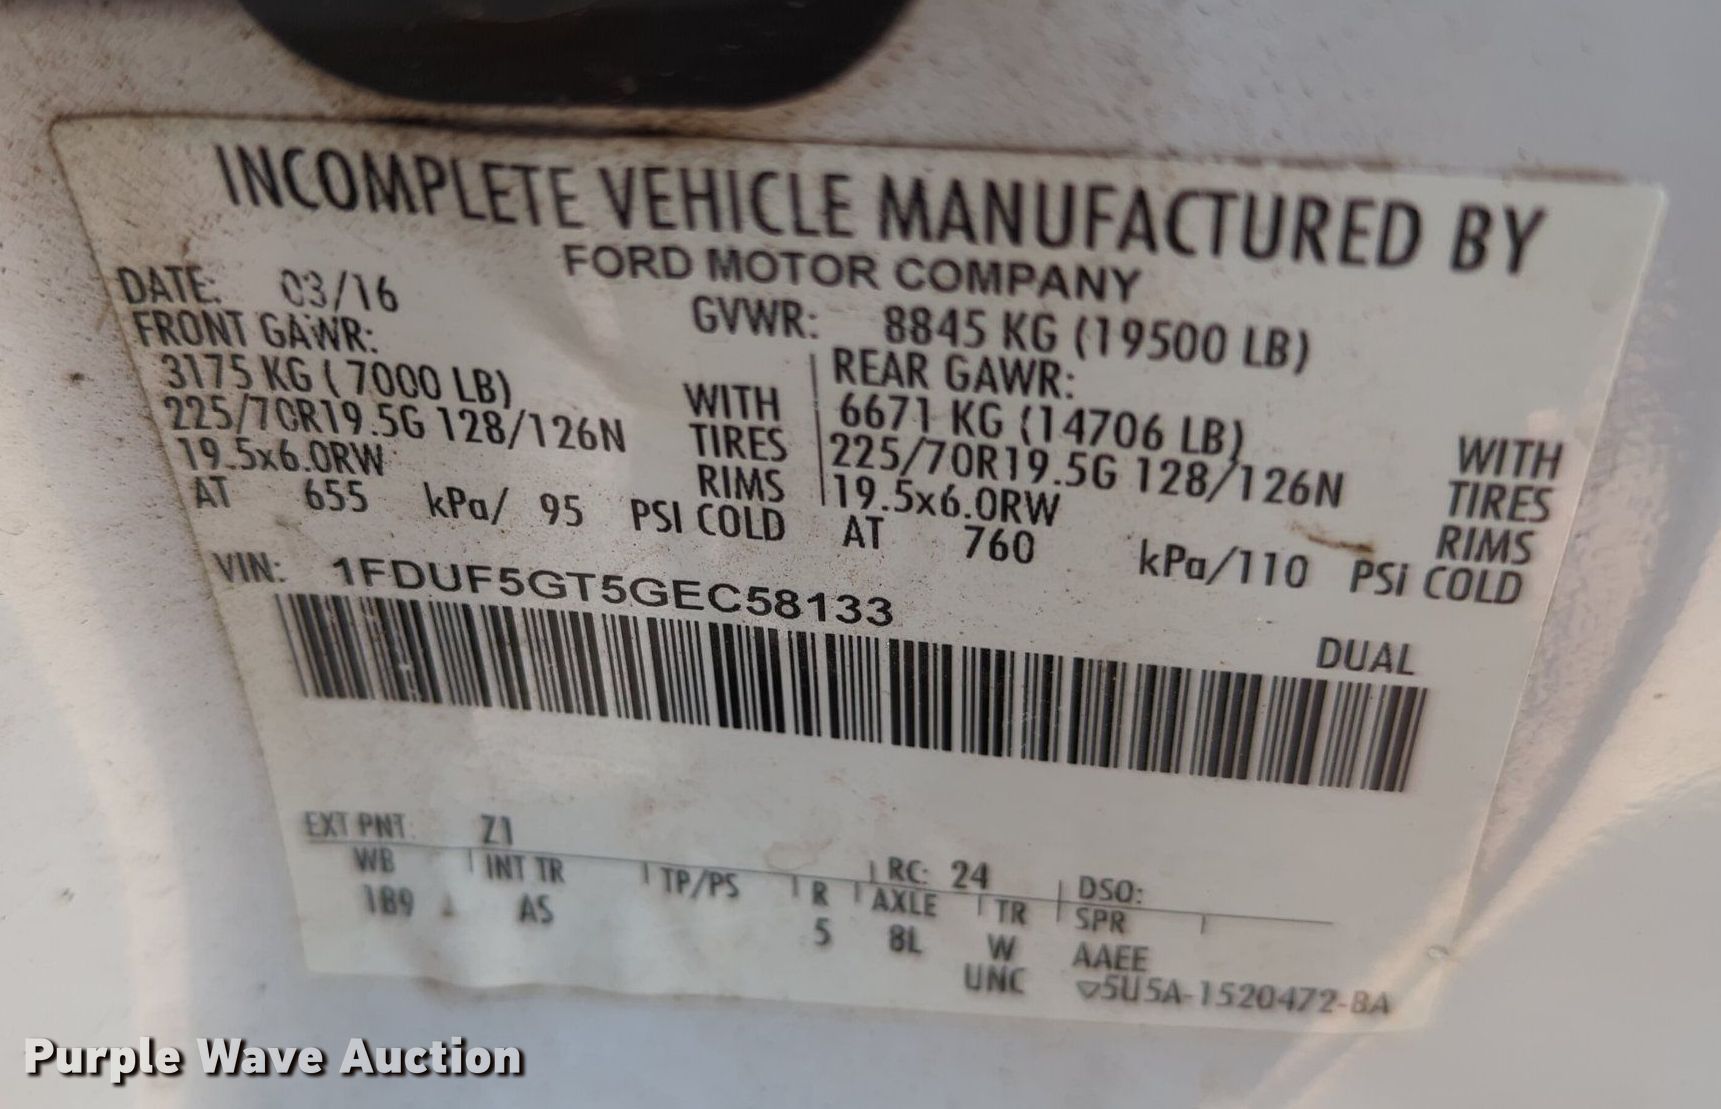 INCOMPLETE VEHICLE MANUFACTURED BY
FORD MOTOR COMPANY
DATE: 03/16 GVWR: 8845 KG (19500 LB)
FRONT GAWR: REAR GAWR:
3175 KG ( 7000 LB) WITH 6671 KG (14706 LB) WITH
225/70R19.5G 128/126N TIRES 225/70R19.5G 128/126N TIRES
19.5x6.0RW RIMS 19.5x6.0RW RIMS
AT 655 kPa/ 95 PSI COLD AT 760 kPa/110 PSi COLD
VIN: 1FDUF5GT5GEC58133
DUAL
EXT PNT: Z1 RC: 24 DSO:
WB INT TR TP/PS R AXLE TR SPR
189 AS 5 8L W AAEE
UNC ▽5U5A-1520472-BA
Purple Wave Auction